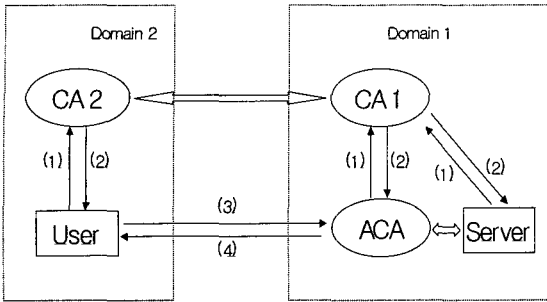 Domain 2
Domain 1
CA 2
CA 1
(1)
(2)
(1)
(2)
(1)
(2)
(3)
(4)
User
ACA
Server